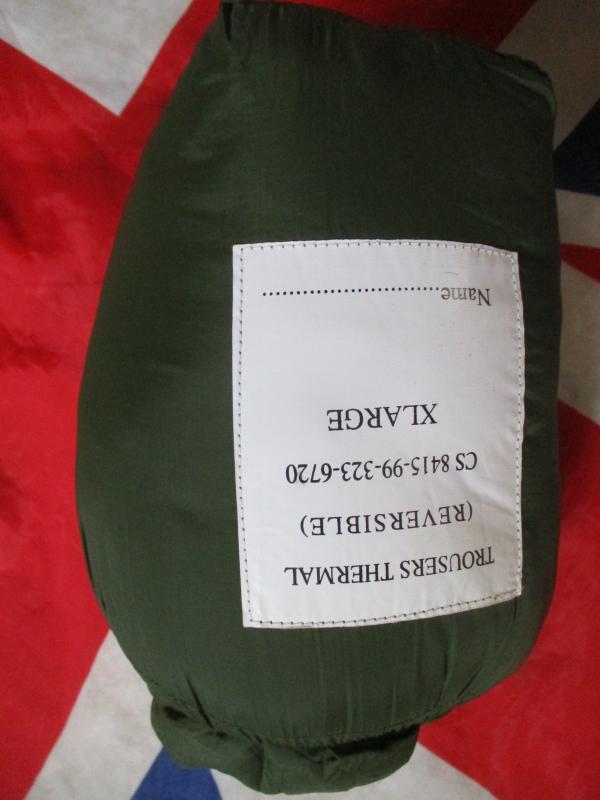 TROUSERS THERMAL
(REVERSIBLE)
CS 8415-99-323-6720
XLARGE
Name..............................